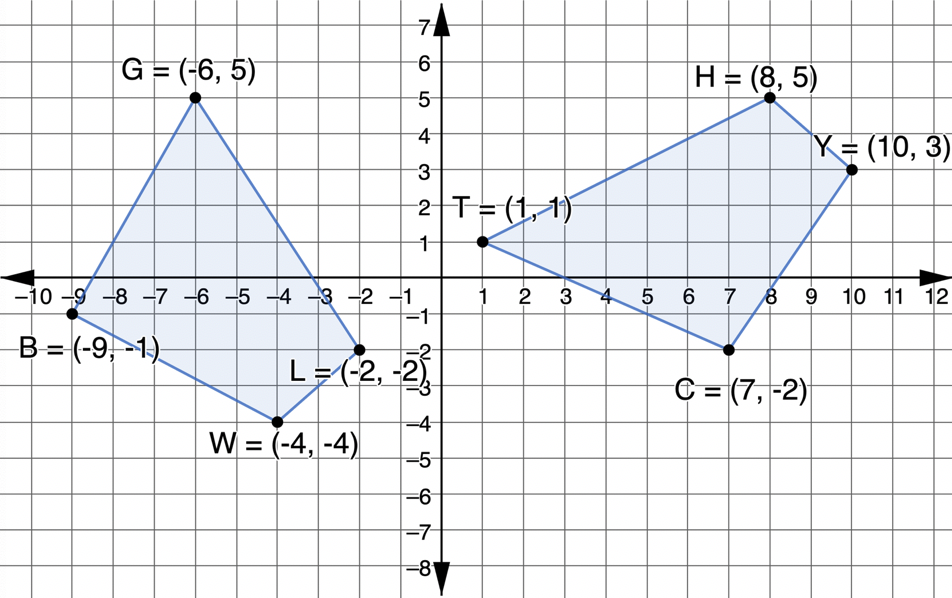 7
G = (-6, 5)
6
H = (8, 5)
5
4
Y = (10, 3)
3
T = (1, 1)
2
1
–10 –9 –8 –7 –6 –5 –4 –3 –2 –1 1 2 3 4 5 6 7 8 9 10 11 12
–1
B = (-9, -1)
–2
L = (-2, -2)
–3
C = (7, -2)
–4
W = (-4, -4)
–5
–6
–7
–8